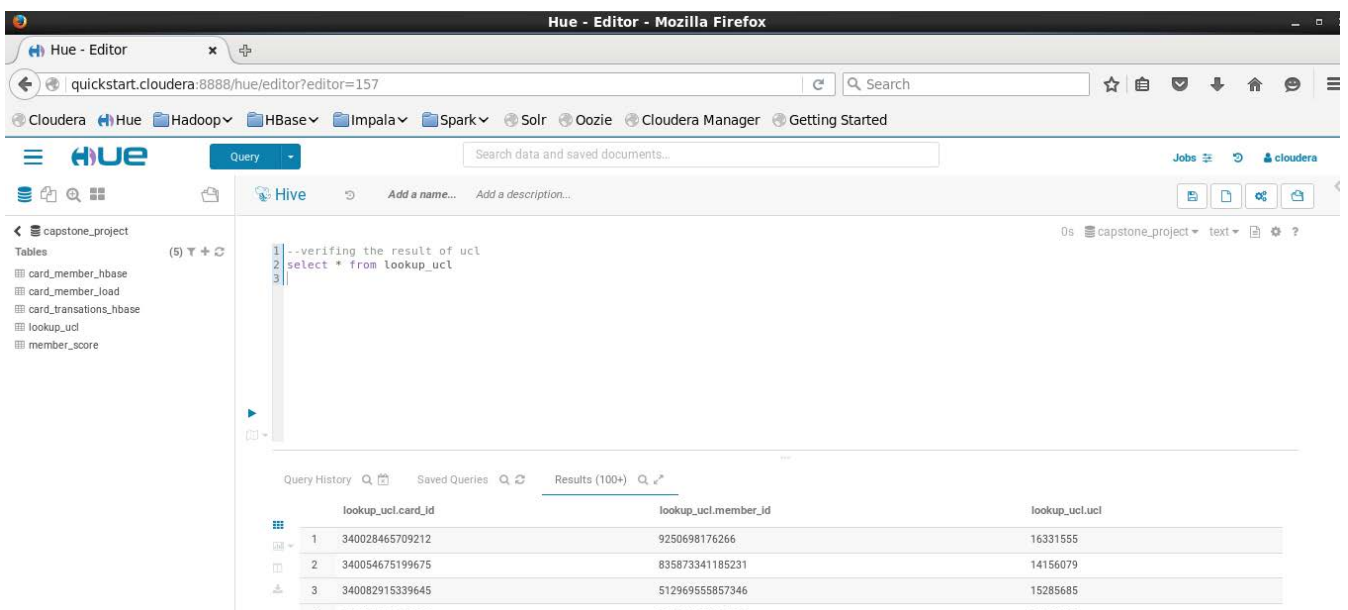 Hue - Editor - Mozilla Firefox
Hue - Editor
quickstart.cloudera:8888/hue/editor?editor=157
Search
Cloudera Hue Hadoop HBase Impala Spark Solr Oozie Cloudera Manager Getting Started
HUE Query Search data and saved documents... Jobs cloudera
Hive Add a name... Add a description...
capstone_project
Tables (5)
card_member_hbase
card_member_load
card_transations_hbase
lookup_ucl
member_score
0s capstone_project text ?
1 --verifing the result of ucl
2 select * from lookup_ucl
3
Query History Saved Queries Results (100+)
lookup_ucl.card_id lookup_ucl.member_id lookup_ucl.ucl
1 340028465709212 9250698176266 16331555
2 340054675199675 835873341185231 14156079
3 340082915339645 512969555857346 15285685